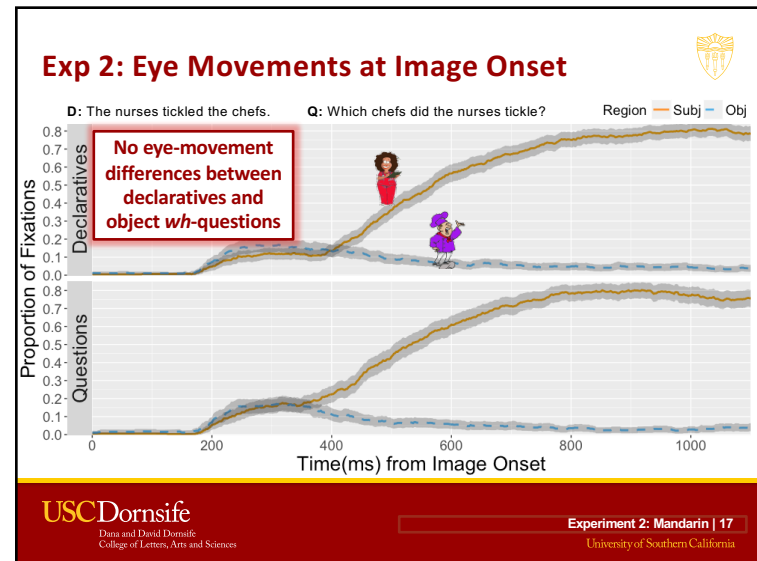 Exp 2: Eye Movements at Image Onset
D: The nurses tickled the chefs.
Q: Which chefs did the nurses tickle?
Region Subj Obj
No eye-movement
differences between
declaratives and
object wh-questions
Proportion of Fixations
Declaratives
0.8
0.7
0.6
0.5
0.4
0.3
0.2
0.1
0.0
Questions
0.8
0.7
0.6
0.5
0.4
0.3
0.2
0.1
0.0
0 200 400 600 800 1000
Time(ms) from Image Onset
USCDornsife
Dana and David Dornsife
College of Letters, Arts and Sciences
Experiment 2: Mandarin | 17
University of Southern California